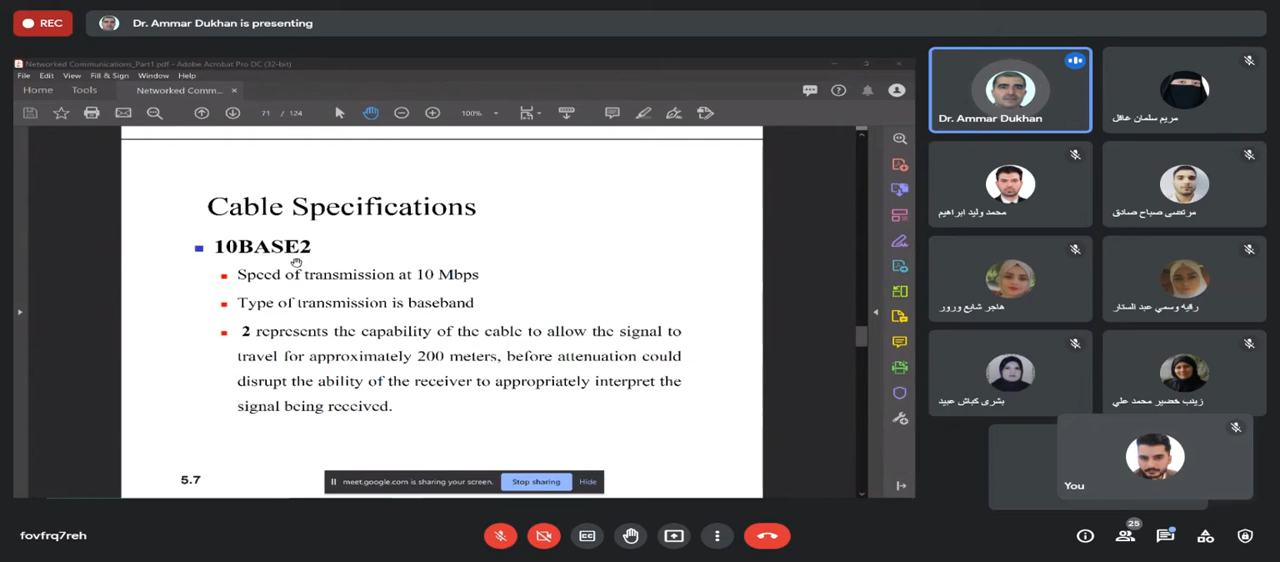 REC
Dr. Ammar Dukhan is presenting
Networked Communications_Part1.pdf - Adobe Acrobat Pro DC (32-bit)
File Edit View Fill & Sign Window Help
Home Tools Networked Comm... ×
71 / 124 100%
Cable Specifications
10BASE2
Speed of transmission at 10 Mbps
Type of transmission is baseband
2 represents the capability of the cable to allow the signal to
travel for approximately 200 meters, before attenuation could
disrupt the ability of the receiver to appropriately interpret the
signal being received.
5.7
meet.google.com is sharing your screen. Stop sharing Hide
Dr. Ammar Dukhan
مريم سلمان عاقل
محمد وليد ابراهيم
مرتضى صباح صادق
هاجر شايع ورور
رقيه وسمي عبد الستار
بشرى كباش عبيد
زينب خضير محمد علي
You
fovfrq7reh
25